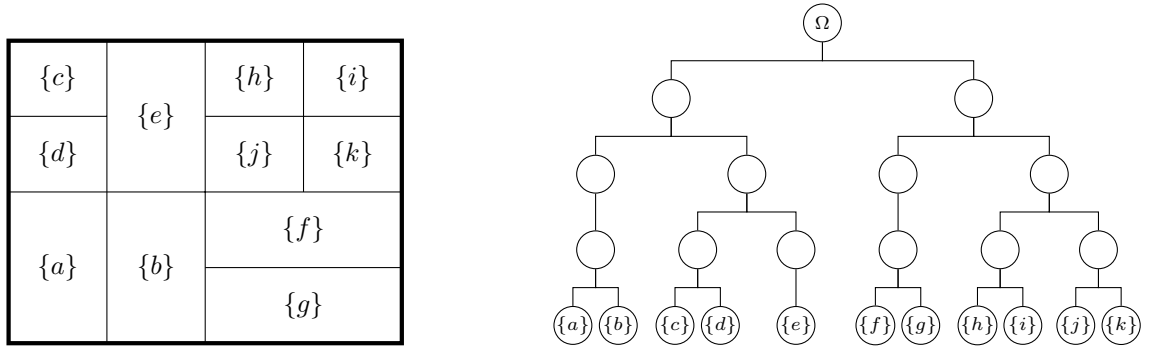 {c}
{e}
{h}
{i}
{d}
{j}
{k}
{a}
{b}
{f}
{g}
Ω
{a} {b} {c} {d} {e} {f} {g} {h} {i} {j} {k}